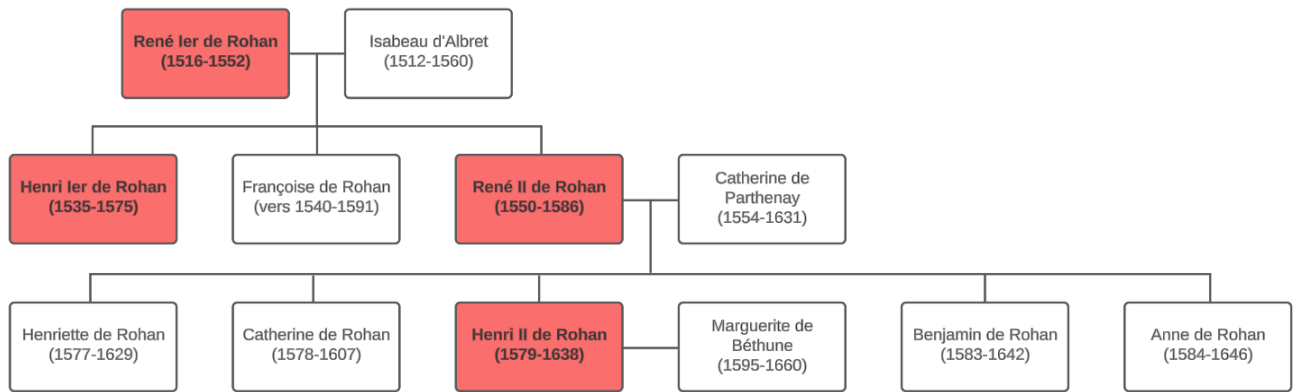 René Ier de Rohan
(1516-1552)
Isabeau d'Albret
(1512-1560)
Henri Ier de Rohan
(1535-1575)
Françoise de Rohan
(vers 1540-1591)
René II de Rohan
(1550-1586)
Catherine de
Parthenay
(1554-1631)
Henriette de Rohan
(1577-1629)
Catherine de Rohan
(1578-1607)
Henri II de Rohan
(1579-1638)
Marguerite de
Béthune
(1595-1660)
Benjamin de Rohan
(1583-1642)
Anne de Rohan
(1584-1646)